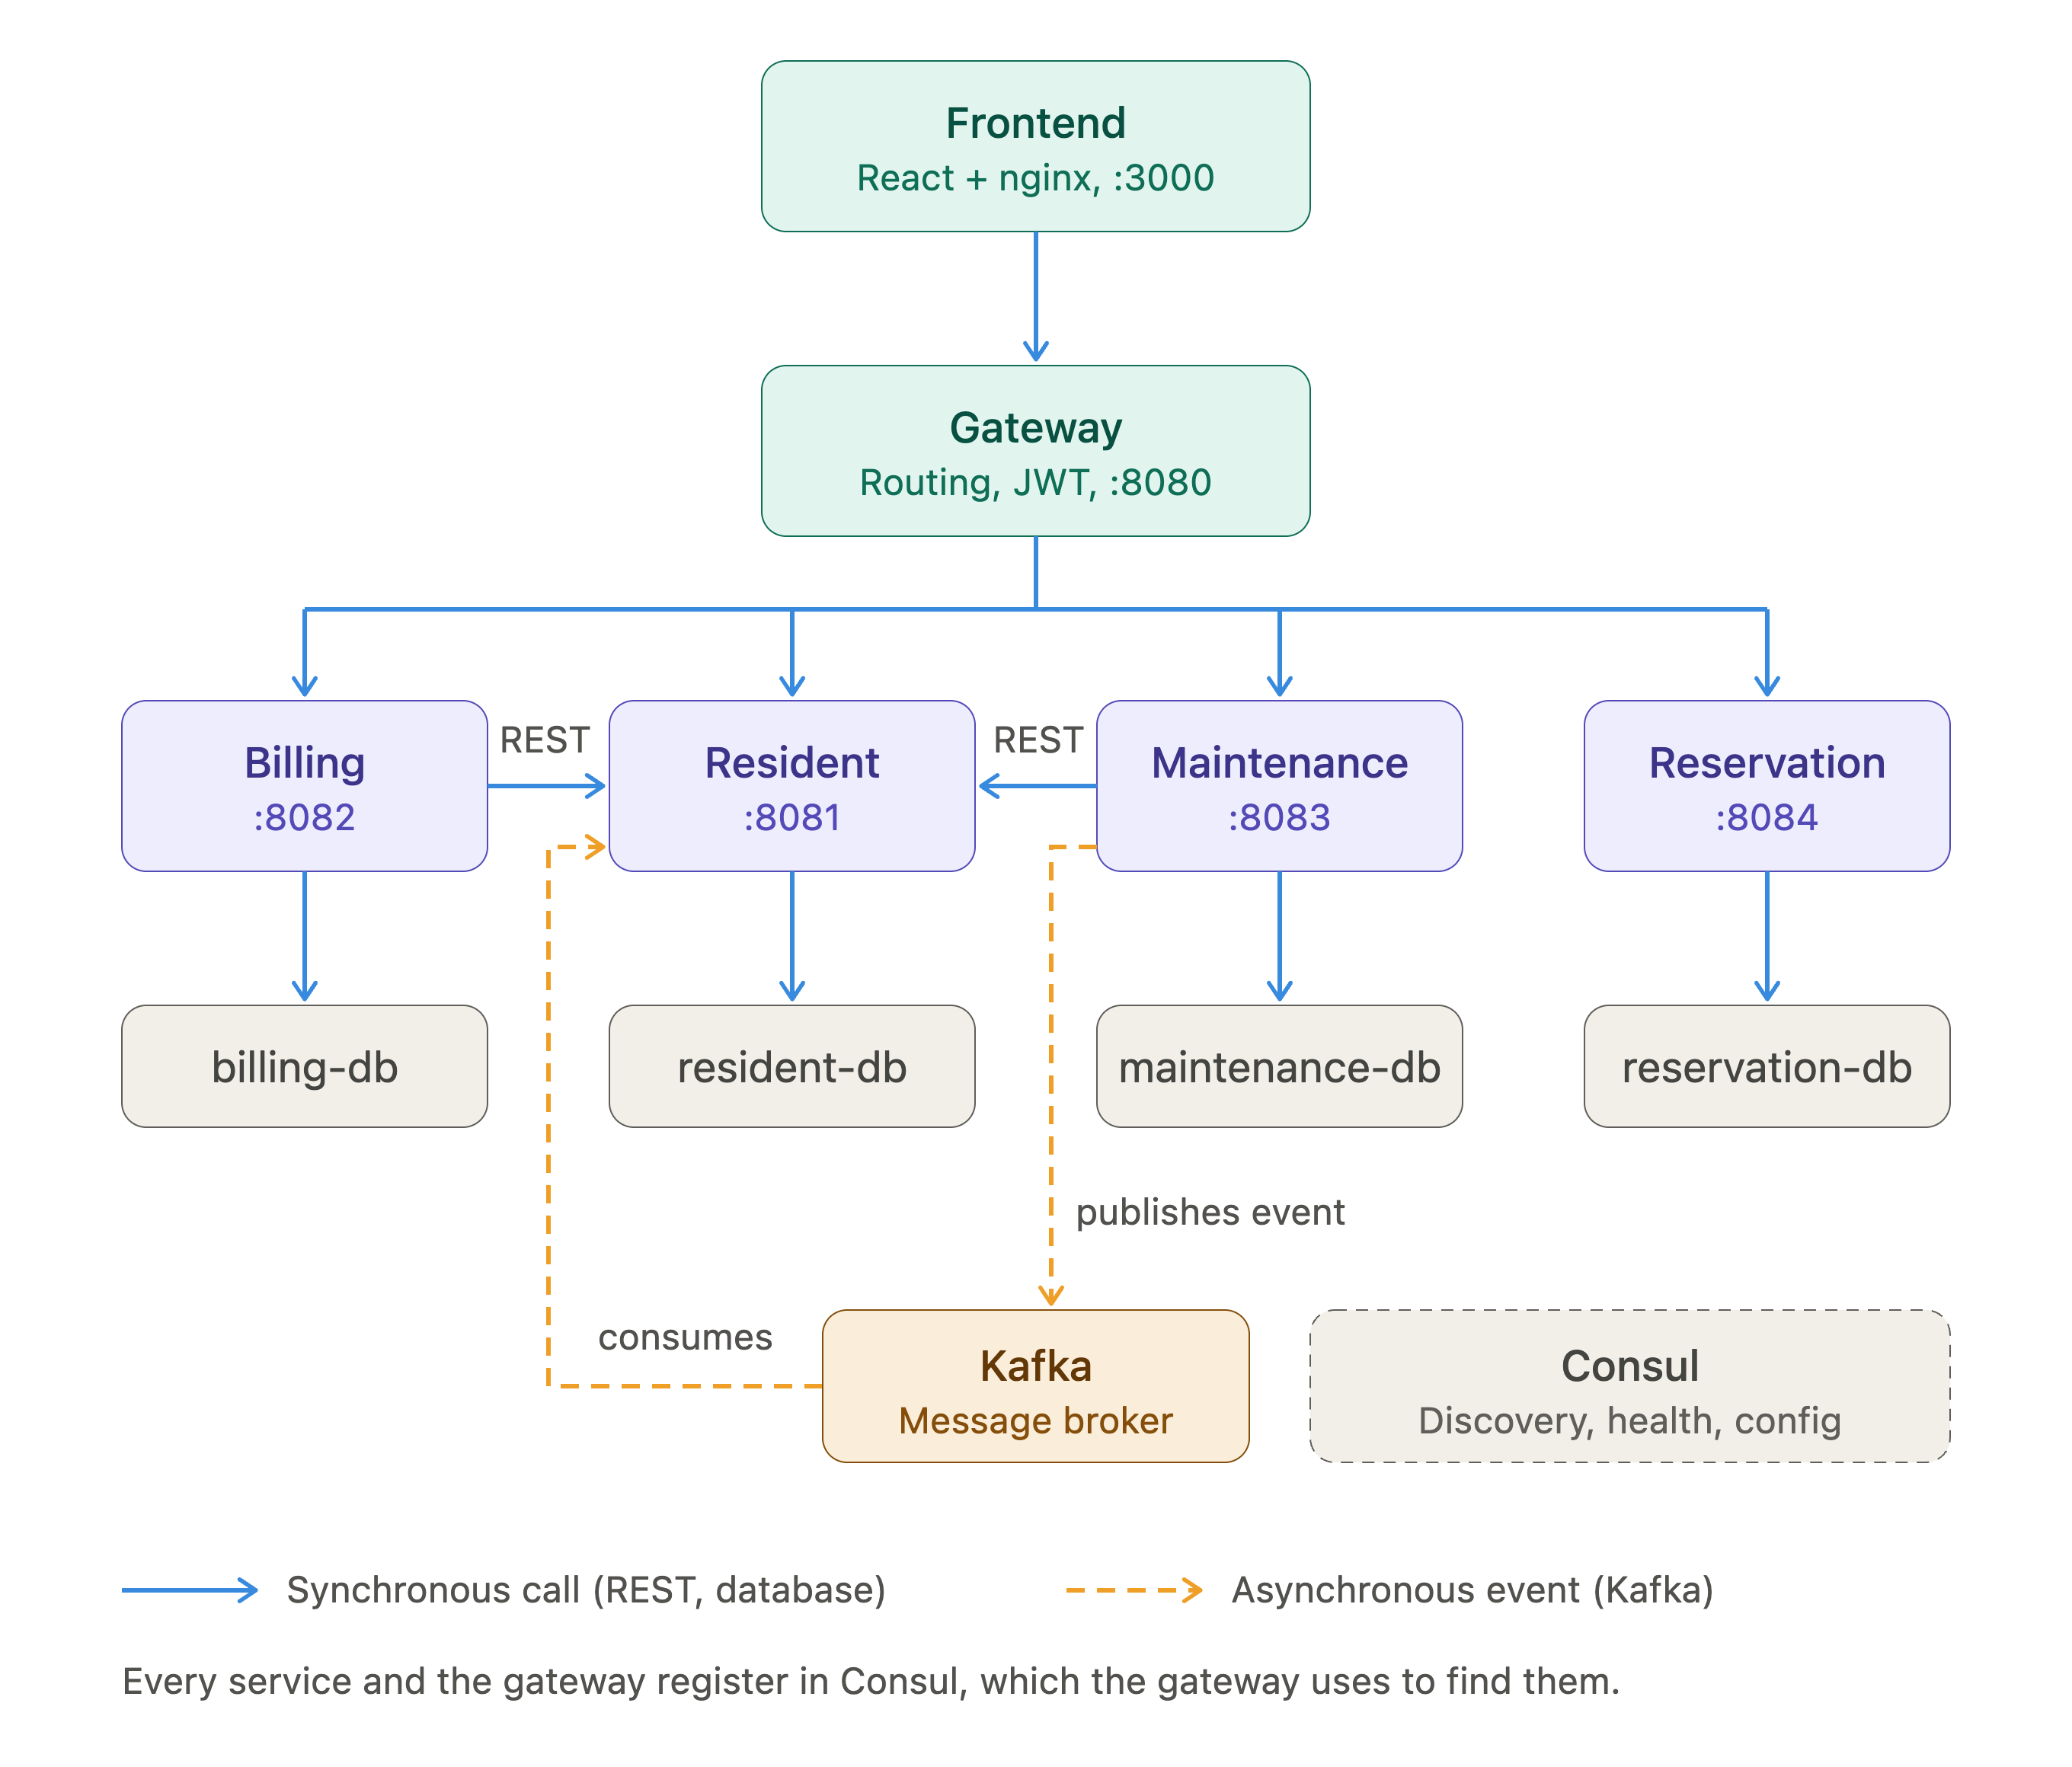 Frontend
React + nginx, :3000
Gateway
Routing, JWT, :8080
REST
REST
Billing
:8082
Resident
:8081
Maintenance
:8083
Reservation
:8084
billing-db
resident-db
maintenance-db
reservation-db
publishes event
consumes
Kafka
Message broker
Consul
Discovery, health, config
Synchronous call (REST, database)
Asynchronous event (Kafka)
Every service and the gateway register in Consul, which the gateway uses to find them.